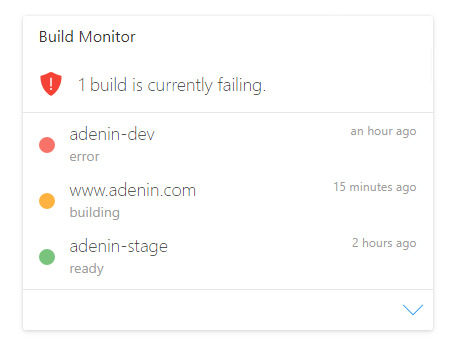 Build Monitor
1 build is currently failing.
adenin-dev
an hour ago
error
www.adenin.com
15 minutes ago
building
adenin-stage
2 hours ago
ready